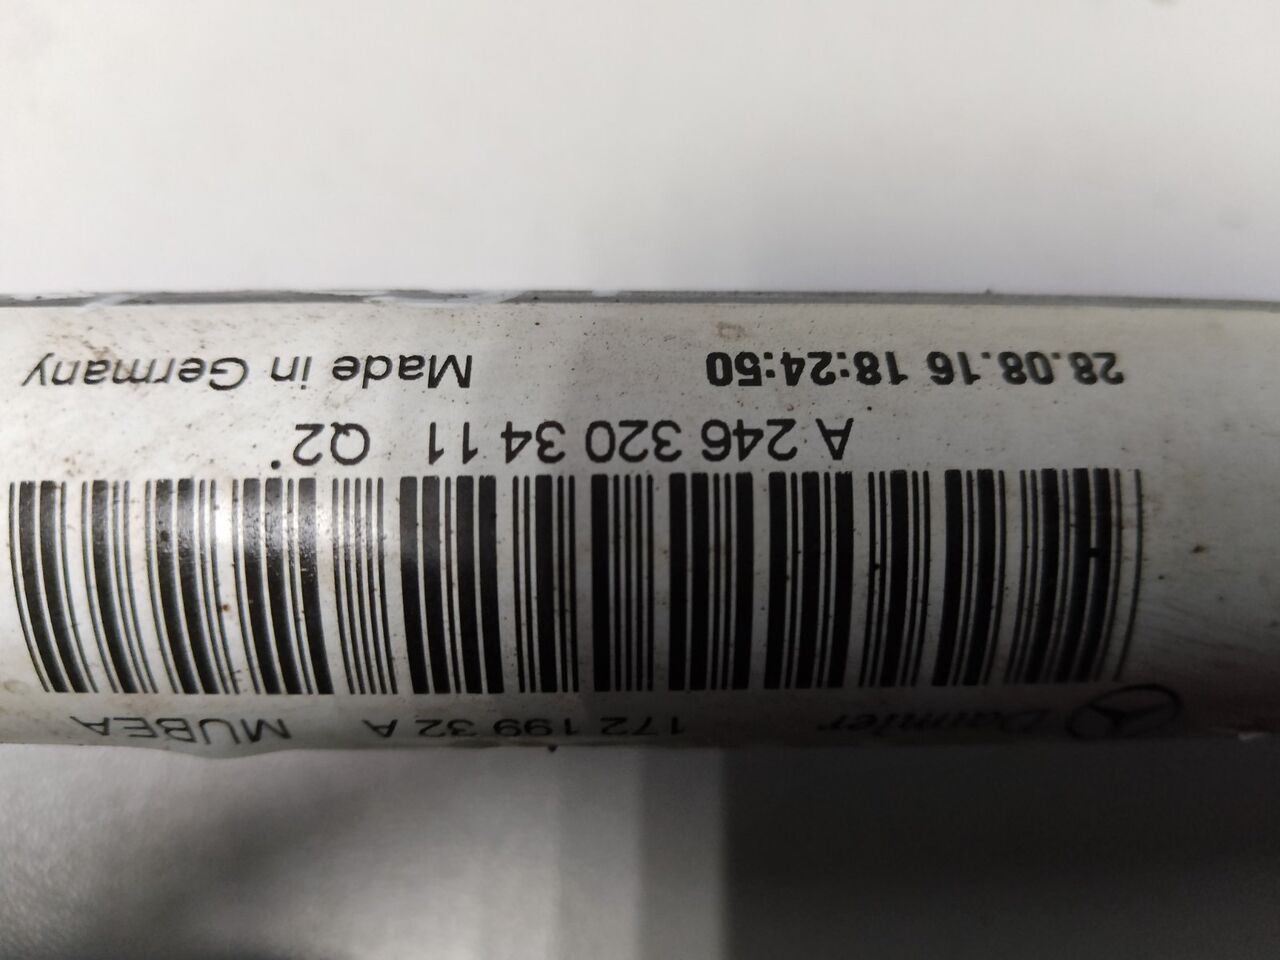 Daimler 172 199 32 A MUBEA
A 246 320 34 11 Q2
28.08.16 18:24:50 Made in Germany